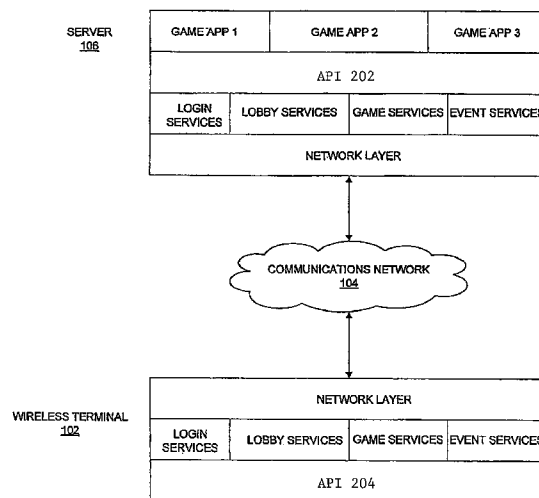 SERVER
106
GAME APP 1
GAME APP 2
GAME APP 3
API 202
LOGIN
SERVICES
LOBBY SERVICES
GAME SERVICES
EVENT SERVICES
NETWORK LAYER
COMMUNICATIONS NETWORK
104
WIRELESS TERMINAL
102
NETWORK LAYER
LOGIN
SERVICES
LOBBY SERVICES
GAME SERVICES
EVENT SERVICES
API 204